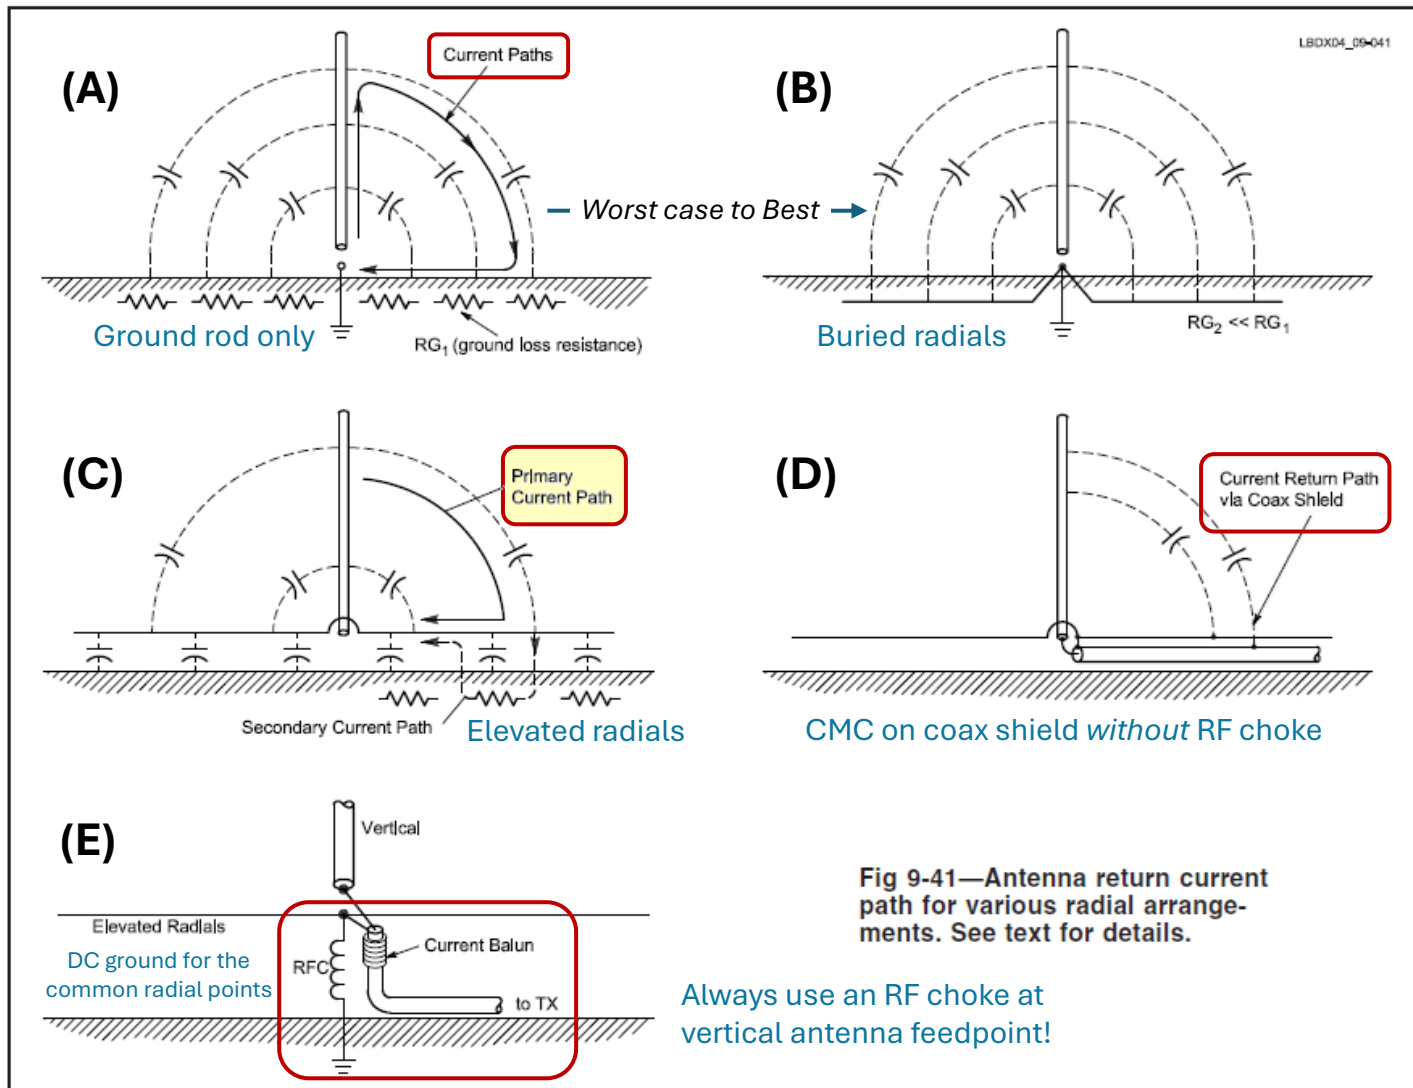 LBDX04_09-041
(A)
Current Paths
(B)
Worst case to Best
Ground rod only
RG1 (ground loss resistance)
Buried radials
RG2 << RG1
(C)
Primary
Current Path
(D)
Current Return Path
via Coax Shield
Secondary Current Path
Elevated radials
CMC on coax shield without RF choke
(E)
Vertical
Elevated Radials
DC ground for the
common radial points
RFC
Current Balun
to TX
Fig 9-41—Antenna return current
path for various radial arrange-
ments. See text for details.
Always use an RF choke at
vertical antenna feedpoint!